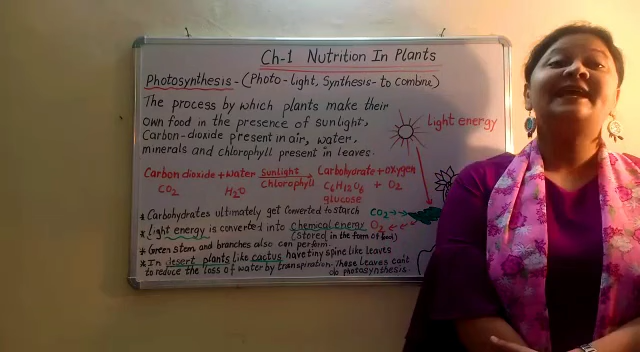 Ch-1 Nutrition In Plants
Photosynthesis - (Photo-light, Synthesis-to combine)
The process by which plants make their
own food in the presence of sunlight,
Carbon-dioxide present in air, water,
minerals and chlorophyll present in leaves.
Light energy
Carbon dioxide + water Sunlight Carbohydrate + oxygen
Chlorophyll
CO2 H2O C6H12O6 + O2
glucose
* Carbohydrates ultimately get converted to starch
CO2
* Light energy is converted into chemical energy
O2
(stored in the form of food)
* Green stem and branches also can perform.
* In desert plants like cactus have tiny spine like leaves
to reduce the loss of water by transpiration. These leaves can't
do photosynthesis